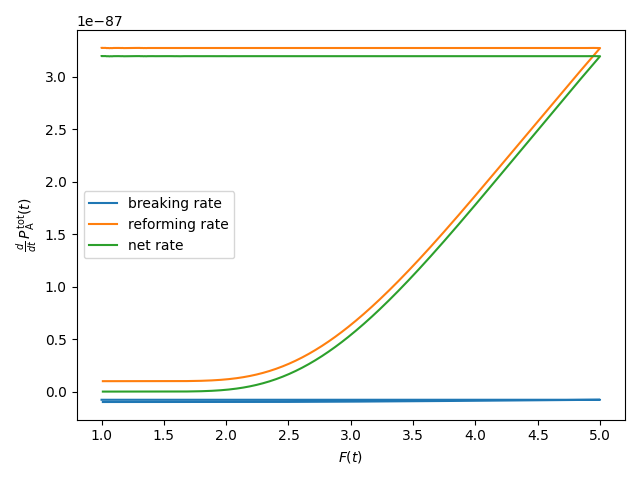 1e−87
3.0
2.5
2.0
1.5
1.0
0.5
0.0
d/dt P_A^tot(t)
breaking rate
reforming rate
net rate
1.0 1.5 2.0 2.5 3.0 3.5 4.0 4.5 5.0
F(t)